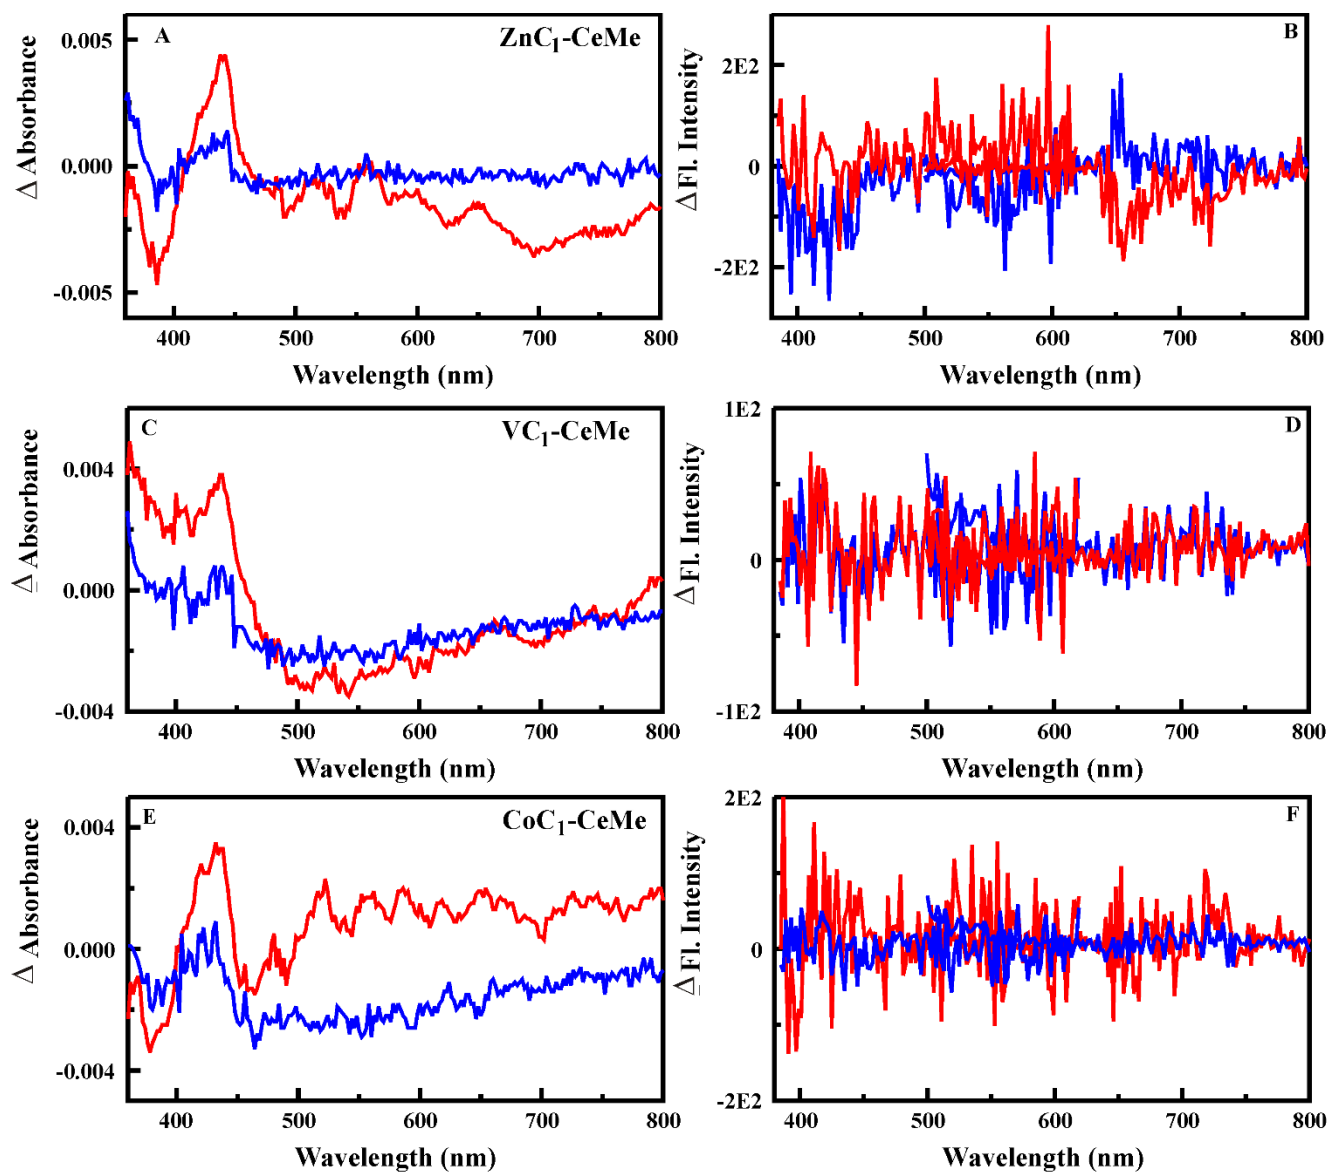 A
ZnC1-CeMe
Δ Absorbance
0.005
0.000
-0.005
400 500 600 700 800
Wavelength (nm)
B
ΔFl. Intensity
2E2
0
-2E2
400 500 600 700 800
Wavelength (nm)
C
VC1-CeMe
Δ Absorbance
0.004
0.000
-0.004
400 500 600 700 800
Wavelength (nm)
D
ΔFl. Intensity
1E2
0
-1E2
400 500 600 700 800
Wavelength (nm)
E
CoC1-CeMe
Δ Absorbance
0.004
0.000
-0.004
400 500 600 700 800
Wavelength (nm)
F
ΔFl. Intensity
2E2
0
-2E2
400 500 600 700 800
Wavelength (nm)